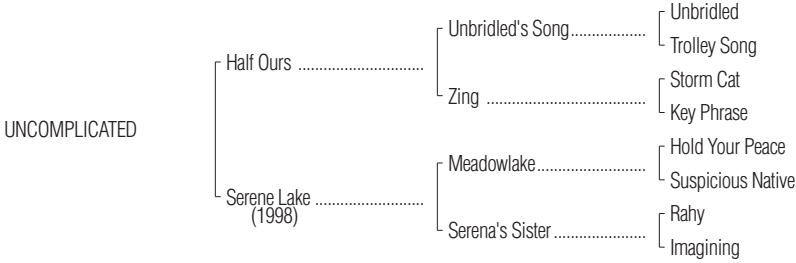 Unbridled
Unbridled's Song..................
Trolley Song
Half Ours .............................
Storm Cat
Zing ......................................
Key Phrase
UNCOMPLICATED
Hold Your Peace
Meadowlake..........................
Suspicious Native
Serene Lake .........................
(1998)
Rahy
Serena's Sister ......................
Imagining